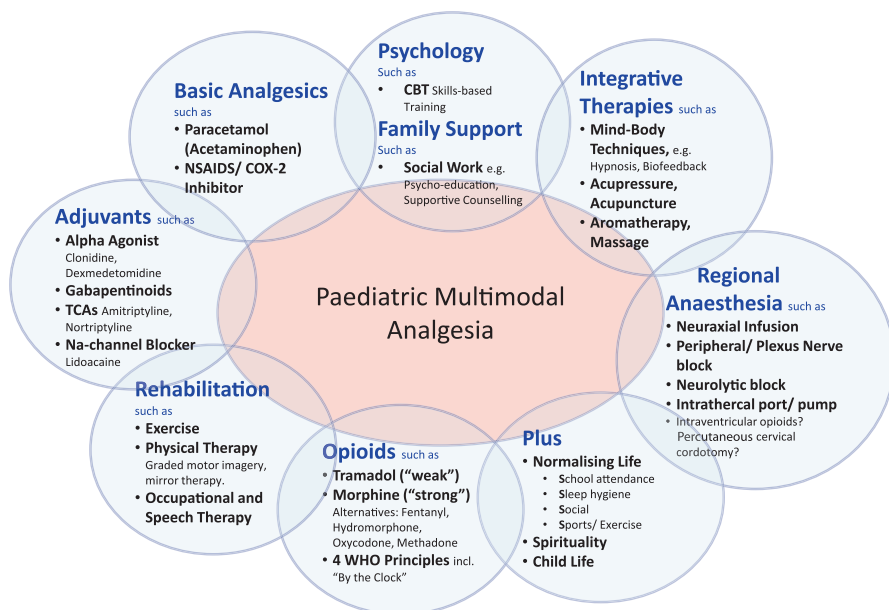 Psychology
Such as
• CBT Skills-based
Training
Family Support
Such as
• Social Work e.g.
Psycho-education,
Supportive Counselling
Basic Analgesics
such as
• Paracetamol
(Acetaminophen)
• NSAIDS/ COX-2
Inhibitor
Integrative
Therapies such as
• Mind-Body
Techniques, e.g.
Hypnosis, Biofeedback
• Acupressure,
Acupuncture
• Aromatherapy,
Massage
Adjuvants such as
• Alpha Agonist
Clonidine,
Dexmedetomidine
• Gabapentinoids
• TCAs Amitriptyline,
Nortriptyline
• Na-channel Blocker
Lidoacaine
Paediatric Multimodal
Analgesia
Regional
Anaesthesia such as
• Neuraxial Infusion
• Peripheral/ Plexus Nerve
block
• Neurolytic block
• Intrathercal port/ pump
• Intraventricular opioids?
Percutaneous cervical
cordotomy?
Rehabilitation
such as
• Exercise
• Physical Therapy
Graded motor imagery,
mirror therapy.
• Occupational and
Speech Therapy
Opioids such as
• Tramadol (“weak”)
• Morphine (“strong”)
Alternatives: Fentanyl,
Hydromorphone,
Oxycodone, Methadone
• 4 WHO Principles incl.
“By the Clock”
Plus
• Normalising Life
• School attendance
• Sleep hygiene
• Social
• Sports/ Exercise
• Spirituality
• Child Life